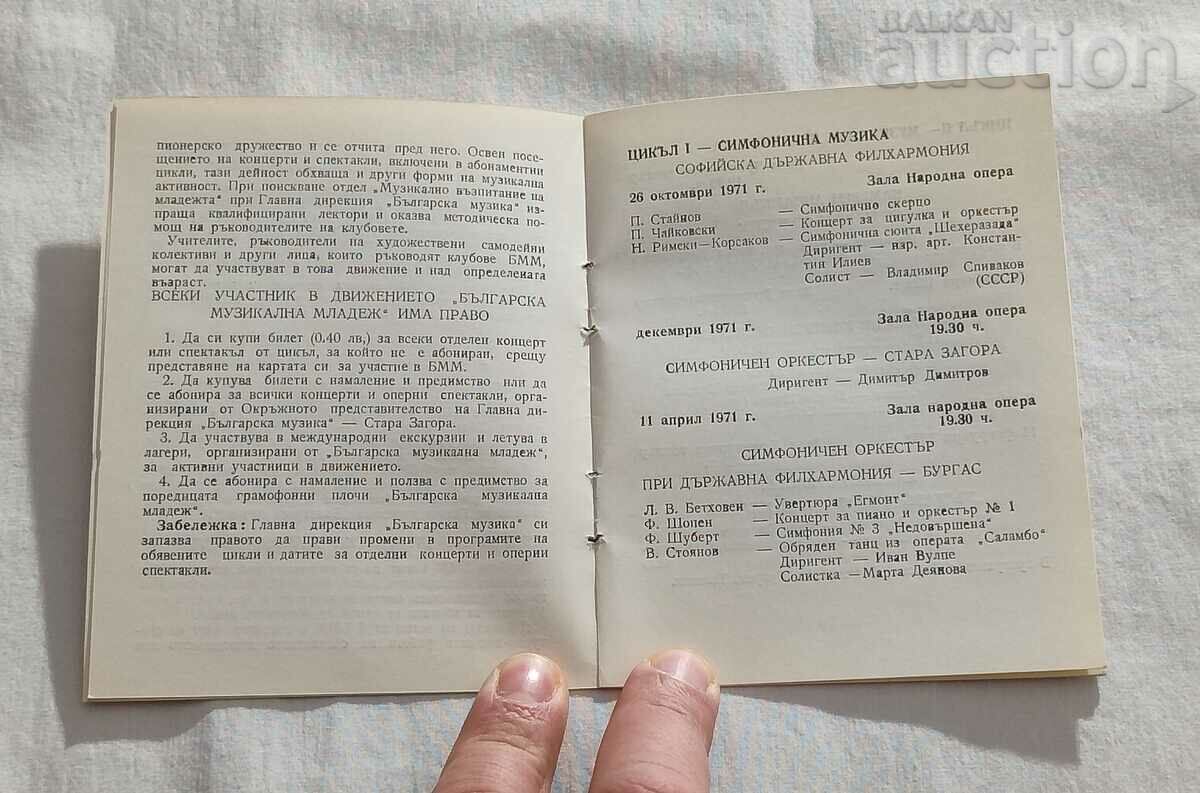 BALKAN
auction
пионерско дружество и се отчита пред него. Освен посе-
щението на концерти и спектакли, включени в абонаментни
цикли, тази дейност обхваща и други форми на музикална
активност. При поискване отдел „Музикално възпитание на
младежта" при Главна дирекция „Българска музика" из-
праща квалифицирани лектори и оказва методическа по-
мощ на ръководителите на клубовете.
Учителите, ръководители на художествени самодейни
колективи и други лица, които ръководят клубове БММ,
могат да участвуват в това движение и над определената
възраст.
ВСЕКИ УЧАСТНИК В ДВИЖЕНИЕТО „БЪЛГАРСКА
МУЗИКАЛНА МЛАДЕЖ" ИМА ПРАВО
1. Да си купи билет (0.40 лв,) за всеки отделен концерт
или спектакъл от цикъл, за който не е абониран, срещу
представяне на картата си за участие в БММ.
2. Да купува билети с намаление и предимство или да
се абонира за всички концерти и оперни спектакли, орга-
низирани от Окръжното представителство на Главна ди-
рекция „Българска музика" — Стара Загора.
3. Да участвува в международни екскурзии и летува в
лагери, организирани от „Българска музикална младеж",
за активни участници в движението.
4. Да се абонира с намаление и ползва с предимство за
поредицата грамофонни плочи „Българска музикална
младеж".
Забележка: Главна дирекция „Българска музика" си
запазва правото да прави промени в програмите на
обявените цикли и датите за отделни концерти и оперни
спектакли.
ЦИКЪЛ I — СИМФОНИЧНА МУЗИКА
СОФИЙСКА ДЪРЖАВНА ФИЛХАРМОНИЯ
26 октомври 1971 г. Зала Народна опера
П. Стайнов — Симфонично скерцо
П. Чайковски — Концерт за цигулка и оркестър
Н. Римски—Корсаков — Симфонична сюита „Шехеразада"
Диригент — нар. арт. Констан-
тин Илиев
Солист — Владимир Спиваков
(СССР)
декември 1971 г. Зала Народна опера
19.30 ч.
СИМФОНИЧЕН ОРКЕСТЪР — СТАРА ЗАГОРА
Диригент — Димитър Димитров
11 април 1971 г. Зала народна опера
19.30 ч.
СИМФОНИЧЕН ОРКЕСТЪР
ПРИ ДЪРЖАВНА ФИЛХАРМОНИЯ — БУРГАС
Л. В. Бетховен — Увертюра „Егмонт"
Ф. Шопен — Концерт за пиано и оркестър № 1
Ф. Шуберт — Симфония № 3 „Недовършена"
В. Стоянов — Обряден танц из операта „Саламбо"
Диригент — Иван Вулпе
Солистка —Марта Деянова